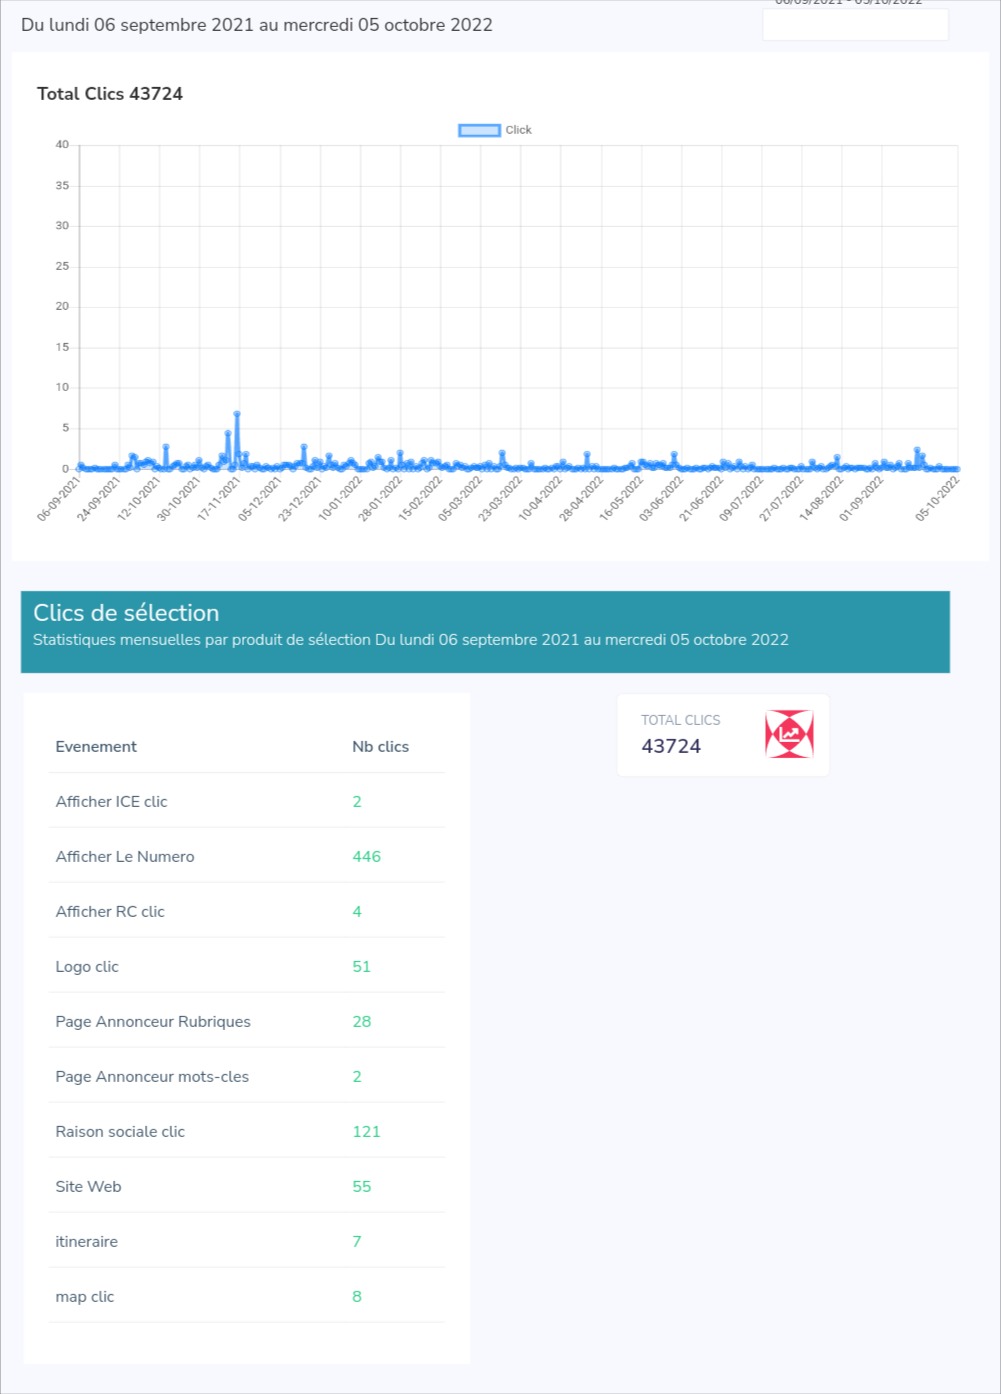 06/09/2021 - 05/10/2022
Du lundi 06 septembre 2021 au mercredi 05 octobre 2022
Total Clics 43724
Click
40
35
30
25
20
15
10
5
0
06-09-2021 24-09-2021 12-10-2021 30-10-2021 17-11-2021 05-12-2021 23-12-2021 10-01-2022 28-01-2022 15-02-2022 05-03-2022 23-03-2022 10-04-2022 28-04-2022 16-05-2022 03-06-2022 21-06-2022 09-07-2022 27-07-2022 14-08-2022 01-09-2022 05-10-2022
Clics de sélection
Statistiques mensuelles par produit de sélection Du lundi 06 septembre 2021 au mercredi 05 octobre 2022
TOTAL CLICS
43724
Evenement Nb clics
Afficher ICE clic 2
Afficher Le Numero 446
Afficher RC clic 4
Logo clic 51
Page Annonceur Rubriques 28
Page Annonceur mots-cles 2
Raison sociale clic 121
Site Web 55
itineraire 7
map clic 8